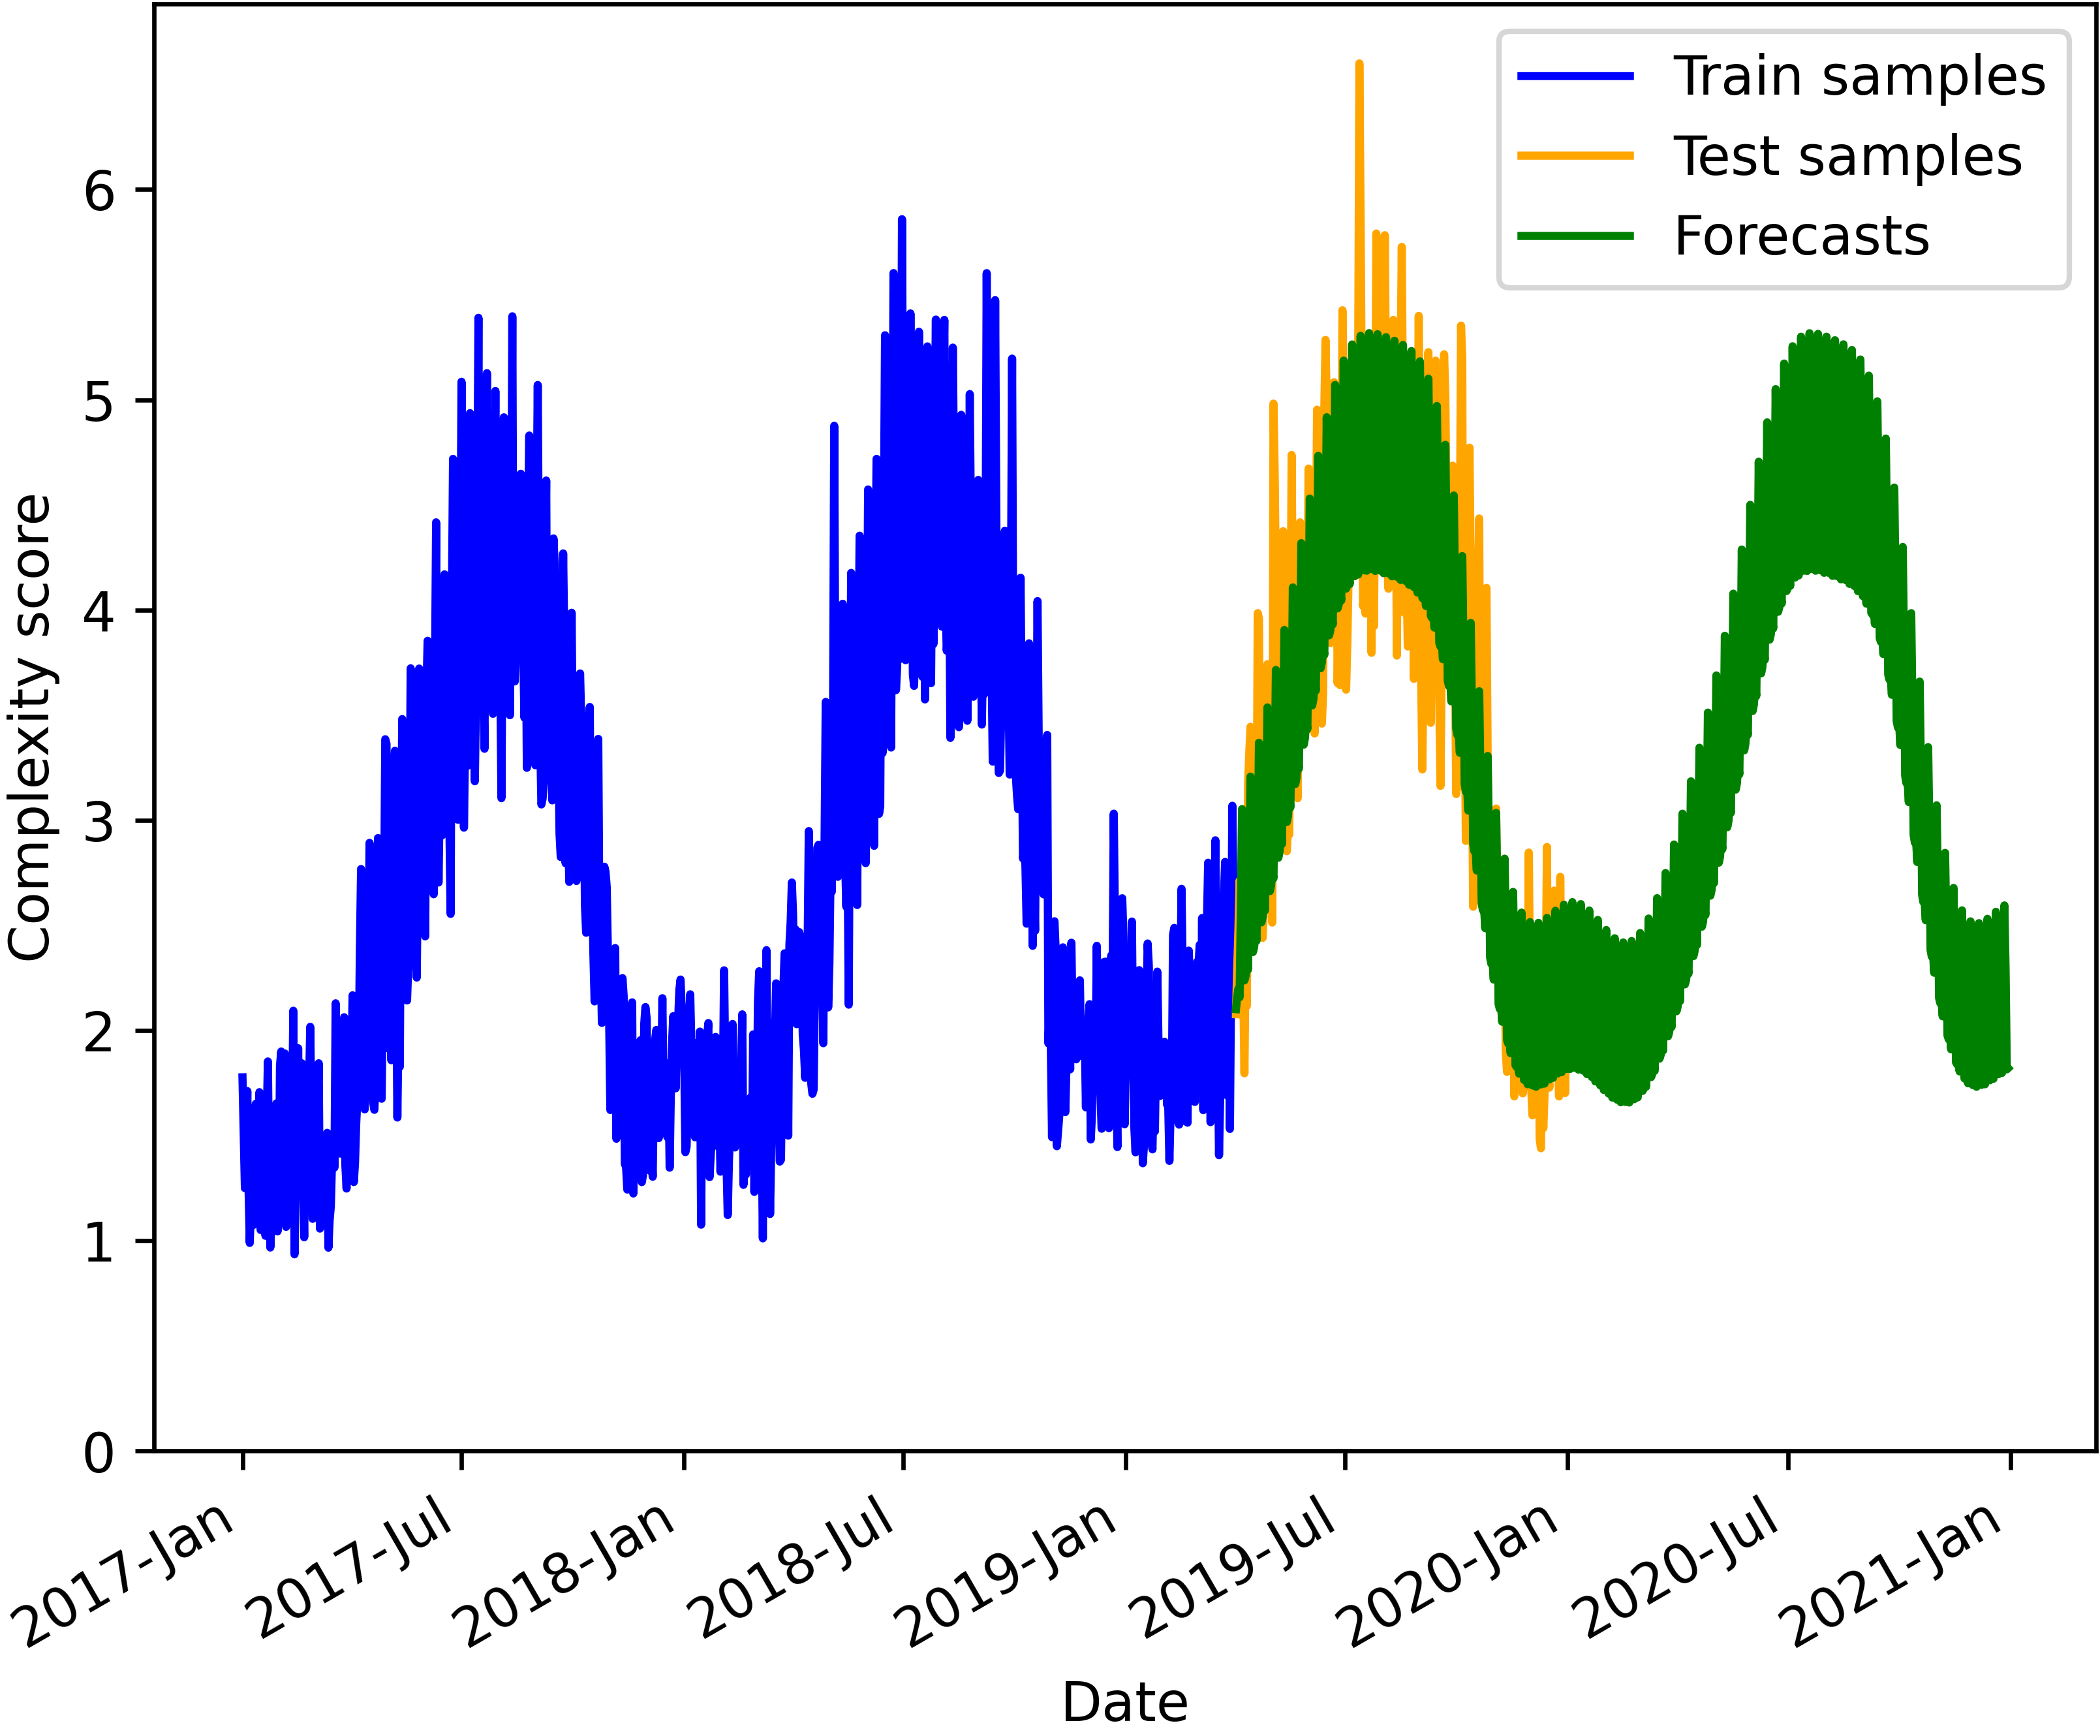 Train samples
Test samples
Forecasts
Complexity score
6
5
4
3
2
1
0
2017-Jan
2017-Jul
2018-Jan
2018-Jul
2019-Jan
2019-Jul
2020-Jan
2020-Jul
2021-Jan
Date